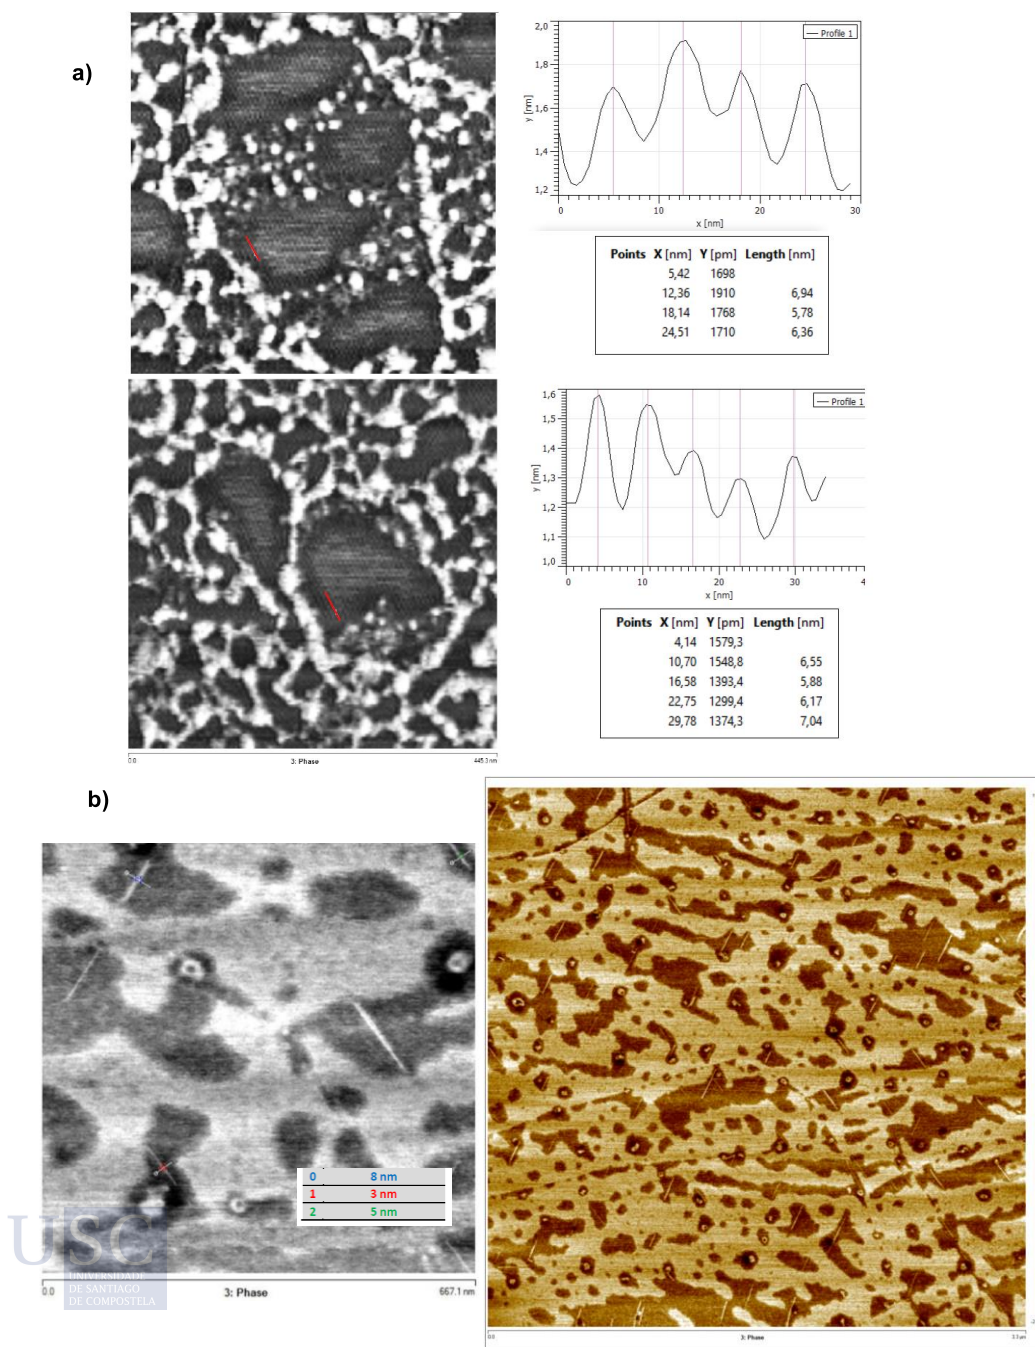 a)
2,0
1,8
1,6
1,4
1,2
y [nm]
Profile 1
0 10 20 30
x [nm]
Points X [nm] Y [pm] Length [nm]
5,42 1698
12,36 1910 6,94
18,14 1768 5,78
24,51 1710 6,36
1,6
1,5
1,4
1,3
1,2
1,1
1,0
y [nm]
Profile 1
0 10 20 30
x [nm]
Points X [nm] Y [pm] Length [nm]
4,14 1579,3
10,70 1548,8 6,55
16,58 1393,4 5,88
22,75 1299,4 6,17
29,78 1374,3 7,04
0.0 3: Phase 445.3 nm
b)
0 8 nm
1 3 nm
2 5 nm
USC
UNIVERSIDADE
DE SANTIAGO
DE COMPOSTELA
0.0 3: Phase 667.1 nm
0.0 3: Phase